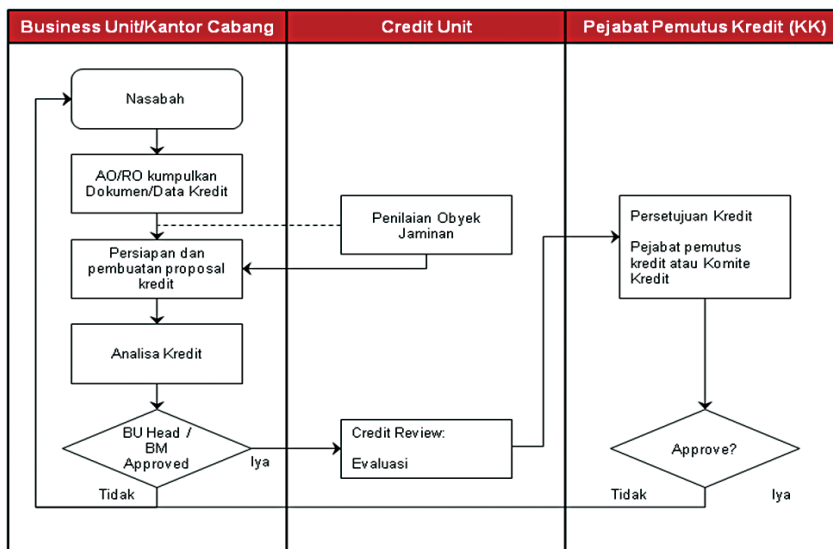 Business Unit/Kantor Cabang
Credit Unit
Pejabat Pemutus Kredit (KK)
Nasabah
AO/RO kumpulkan
Dokumen/Data Kredit
Penilaian Obyek
Jaminan
Persetujuan Kredit
Pejabat pemutus
kredit atau Komite
Kredit
Persiapan dan
pembuatan proposal
kredit
Analisa Kredit
BU Head /
BM
Approved
Iya
Tidak
Credit Review:
Evaluasi
Approve?
Tidak
Iya